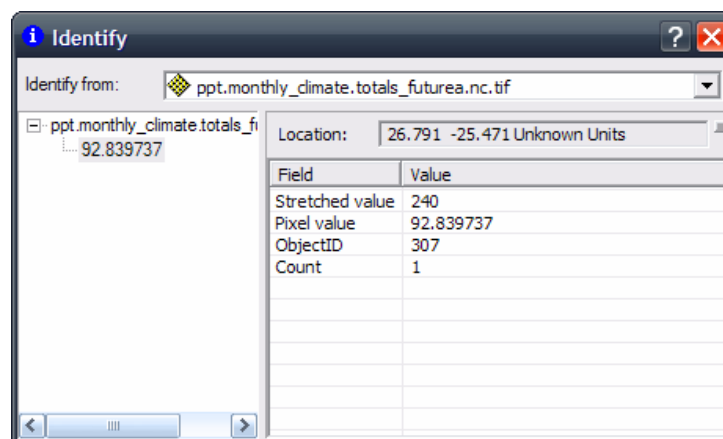 Identify
Identify from: ppt.monthly_climate.totals_futurea.nc.tif
ppt.monthly_climate.totals_fu
92.839737
Location: 26.791 -25.471 Unknown Units
Field Value
Stretched value 240
Pixel value 92.839737
ObjectID 307
Count 1